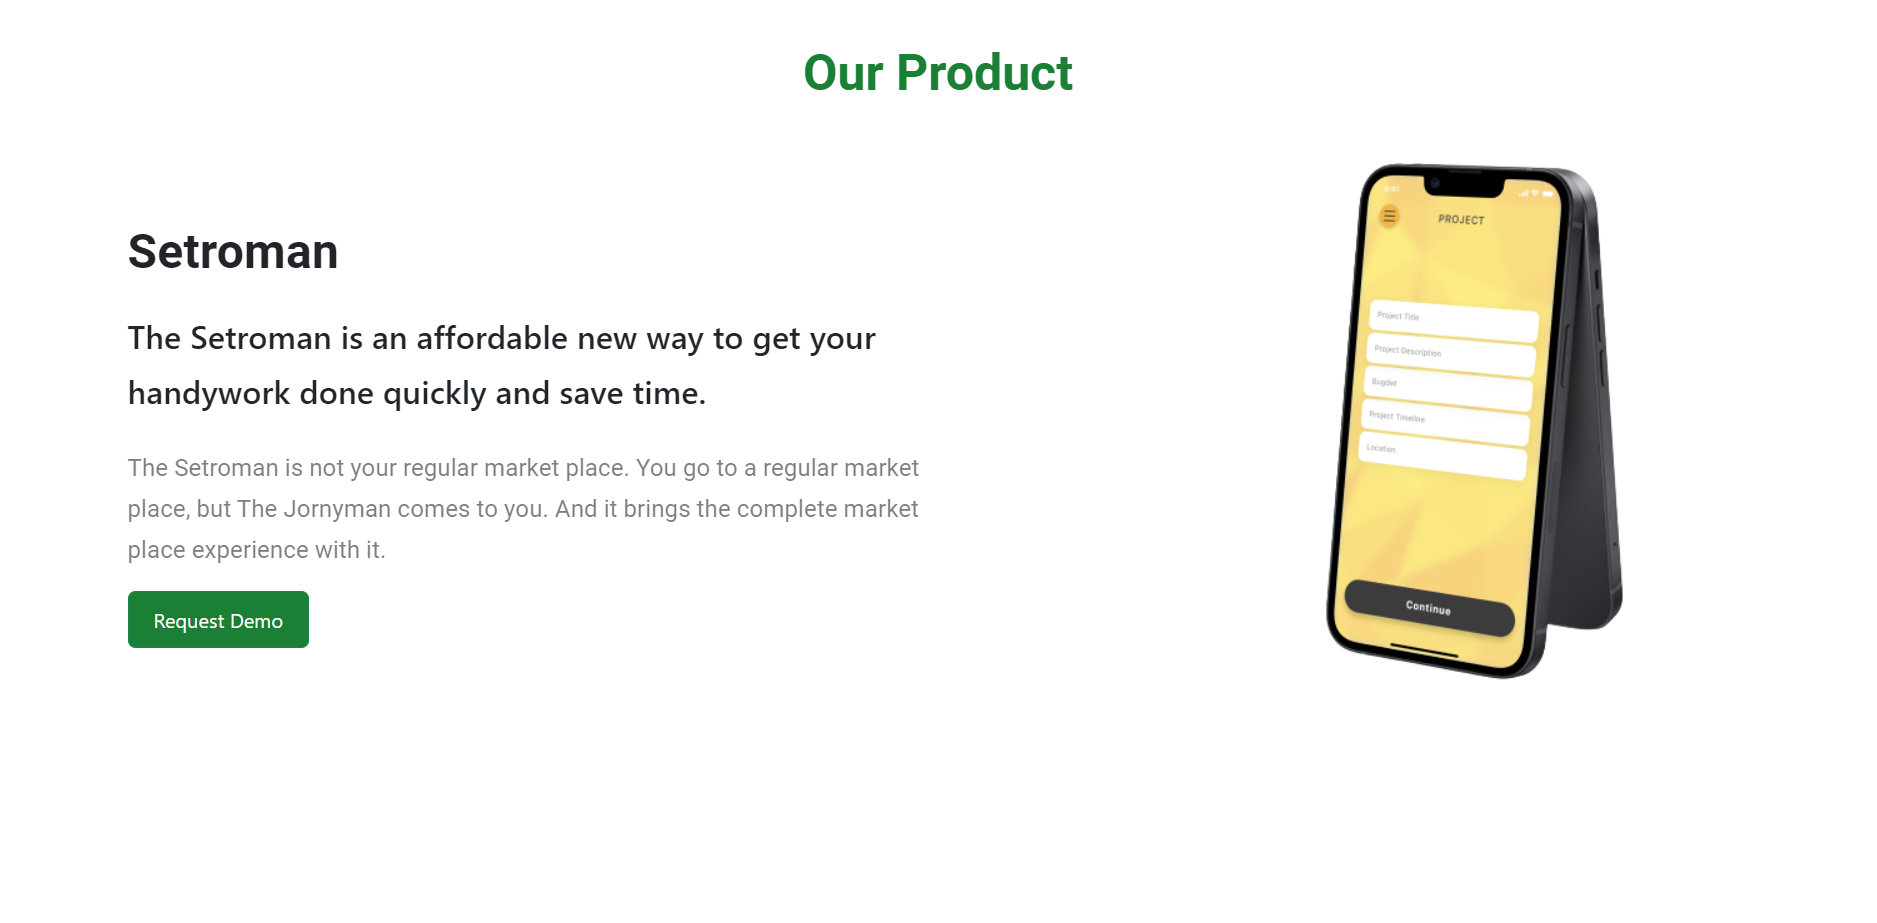 Our Product
Setroman
The Setroman is an affordable new way to get your
handywork done quickly and save time.
The Setroman is not your regular market place. You go to a regular market
place, but The Jornyman comes to you. And it brings the complete market
place experience with it.
Request Demo
9:41
PROJECT
Project Title
Project Description
Bugdet
Project Timeline
Location
Continue